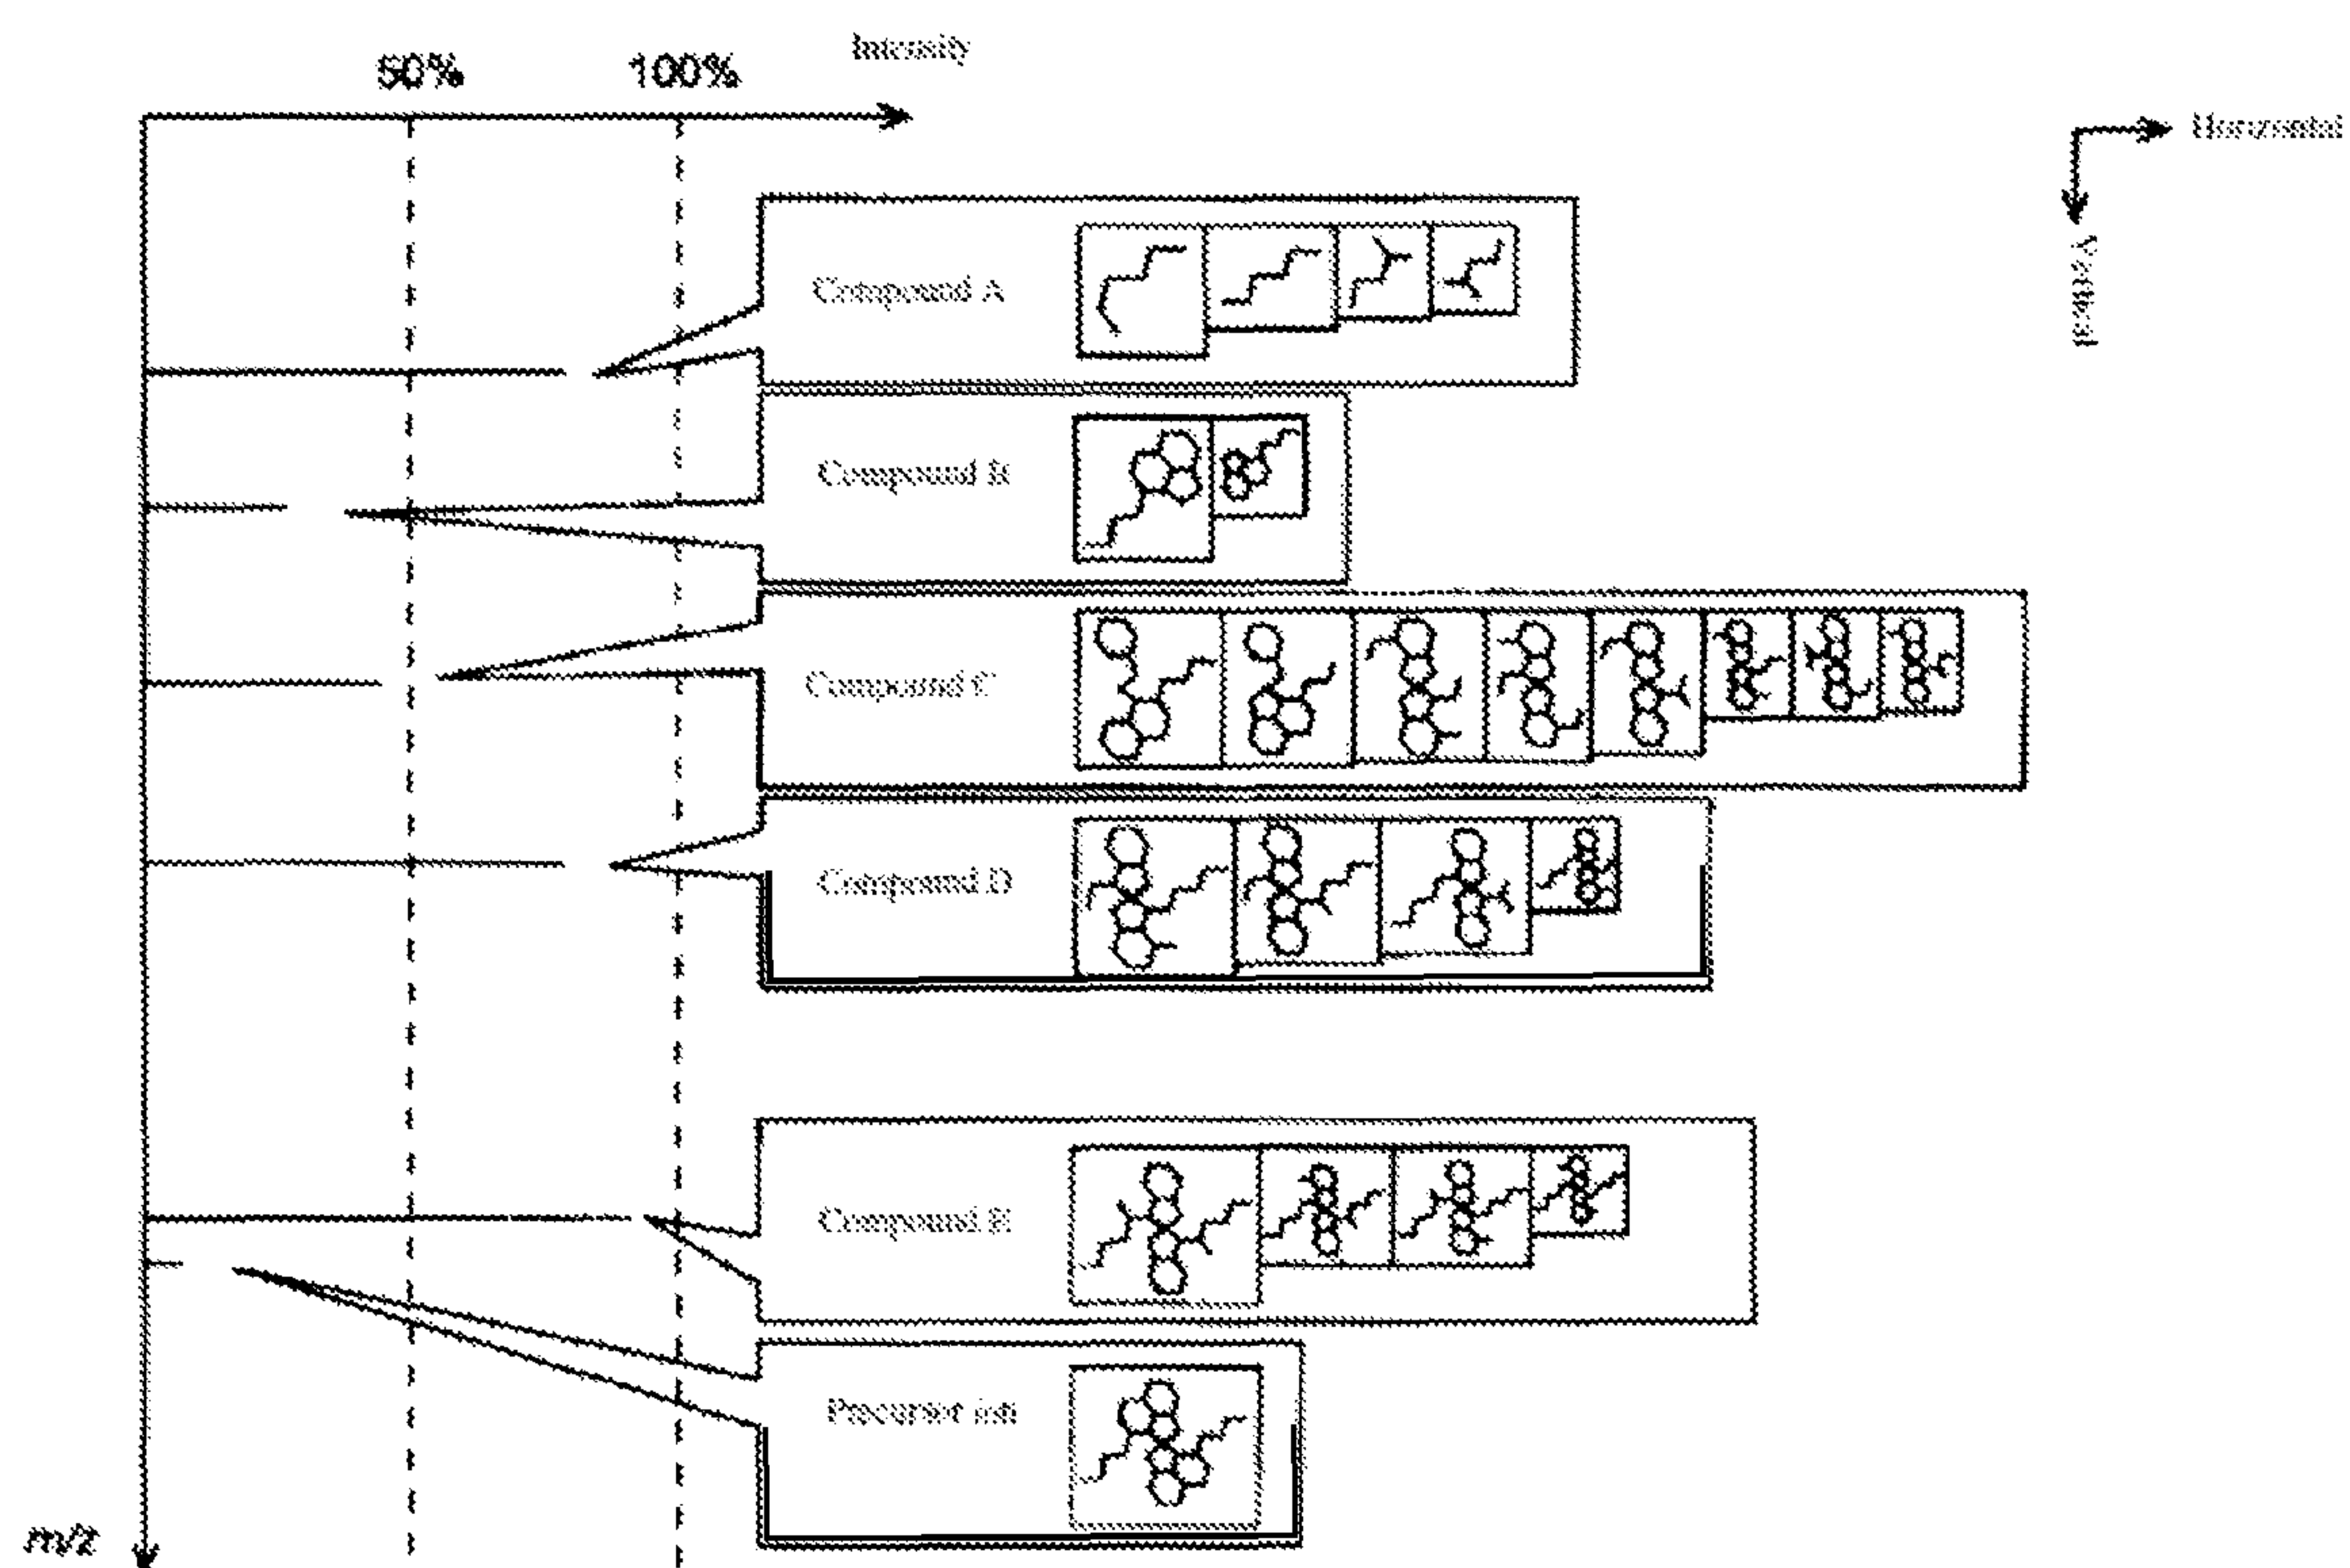 50% 100% Intensity
Horizontal
Vertical
Compound A
Compound B
Compound C
Compound D
Compound E
Precursor ion
m/z